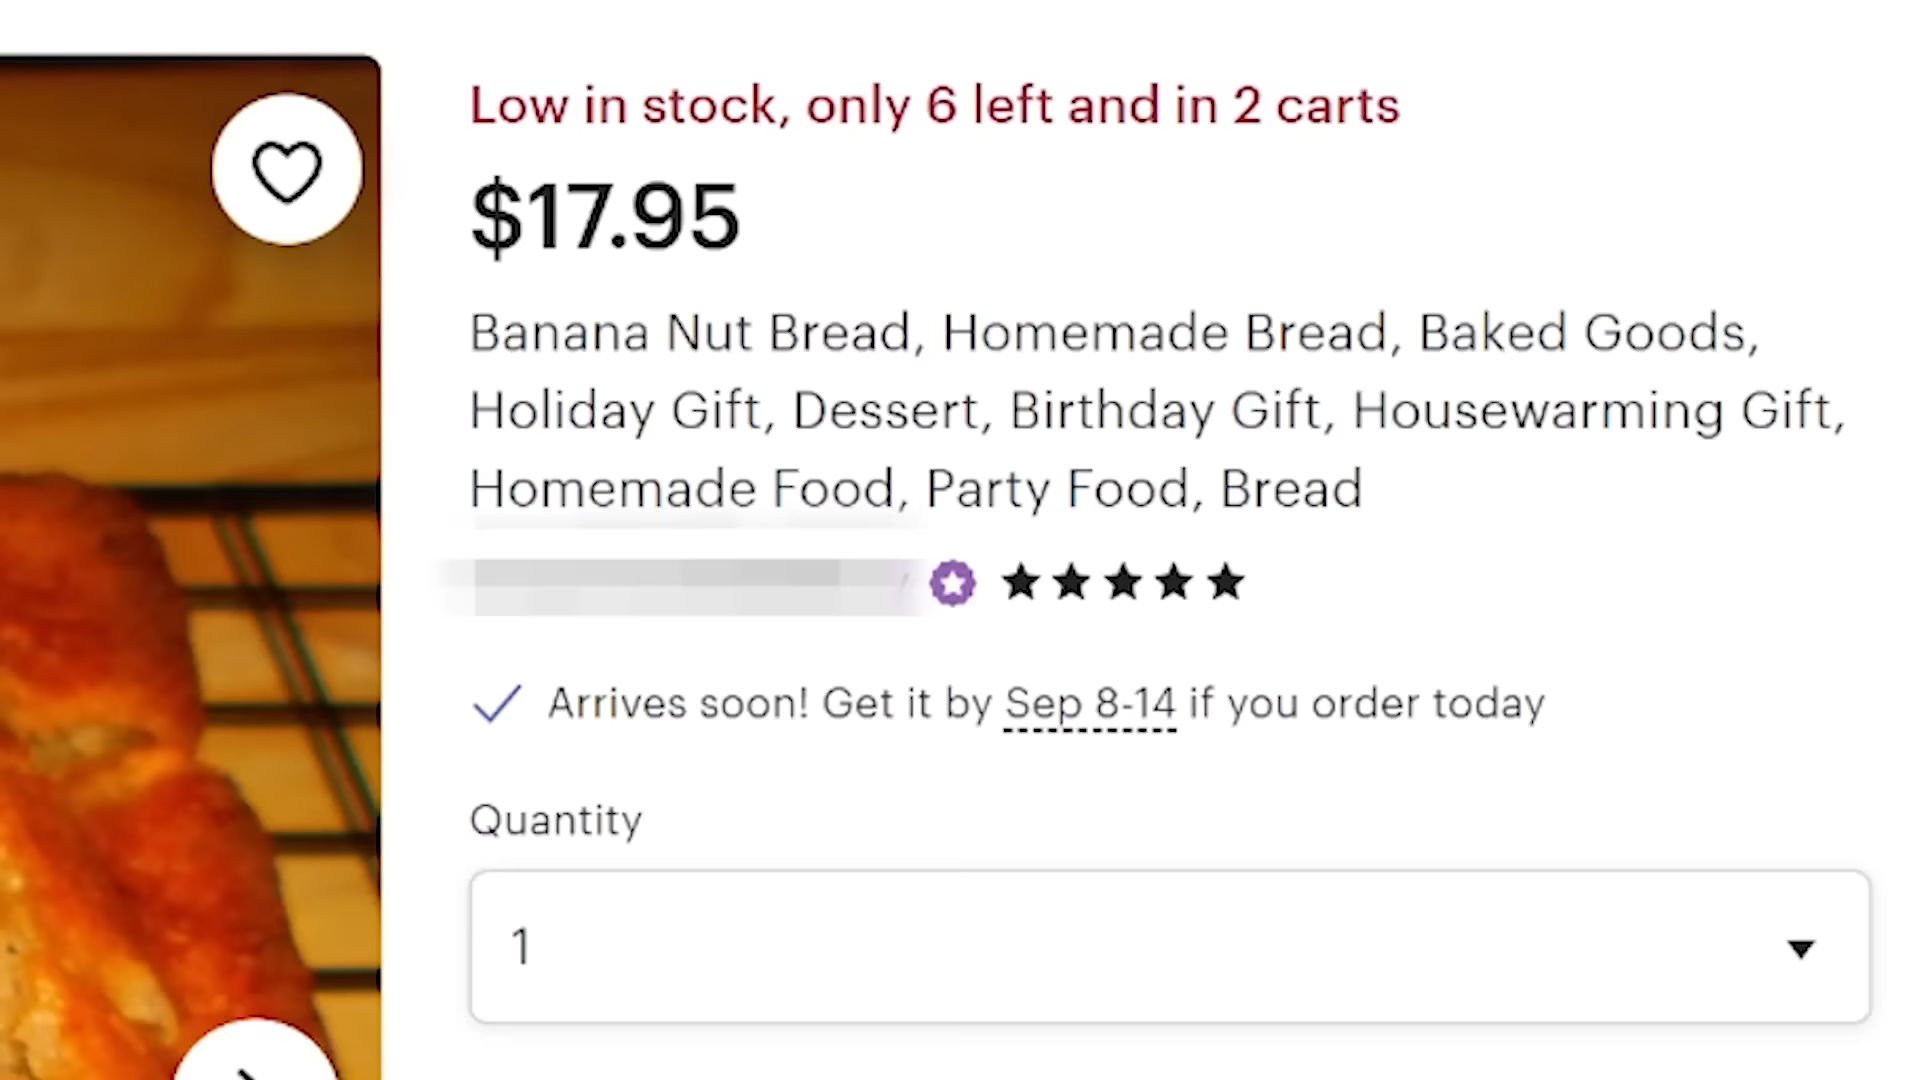 Low in stock, only 6 left and in 2 carts
$17.95
Banana Nut Bread, Homemade Bread, Baked Goods,
Holiday Gift, Dessert, Birthday Gift, Housewarming Gift,
Homemade Food, Party Food, Bread
Arrives soon! Get it by Sep 8-14 if you order today
Quantity
1